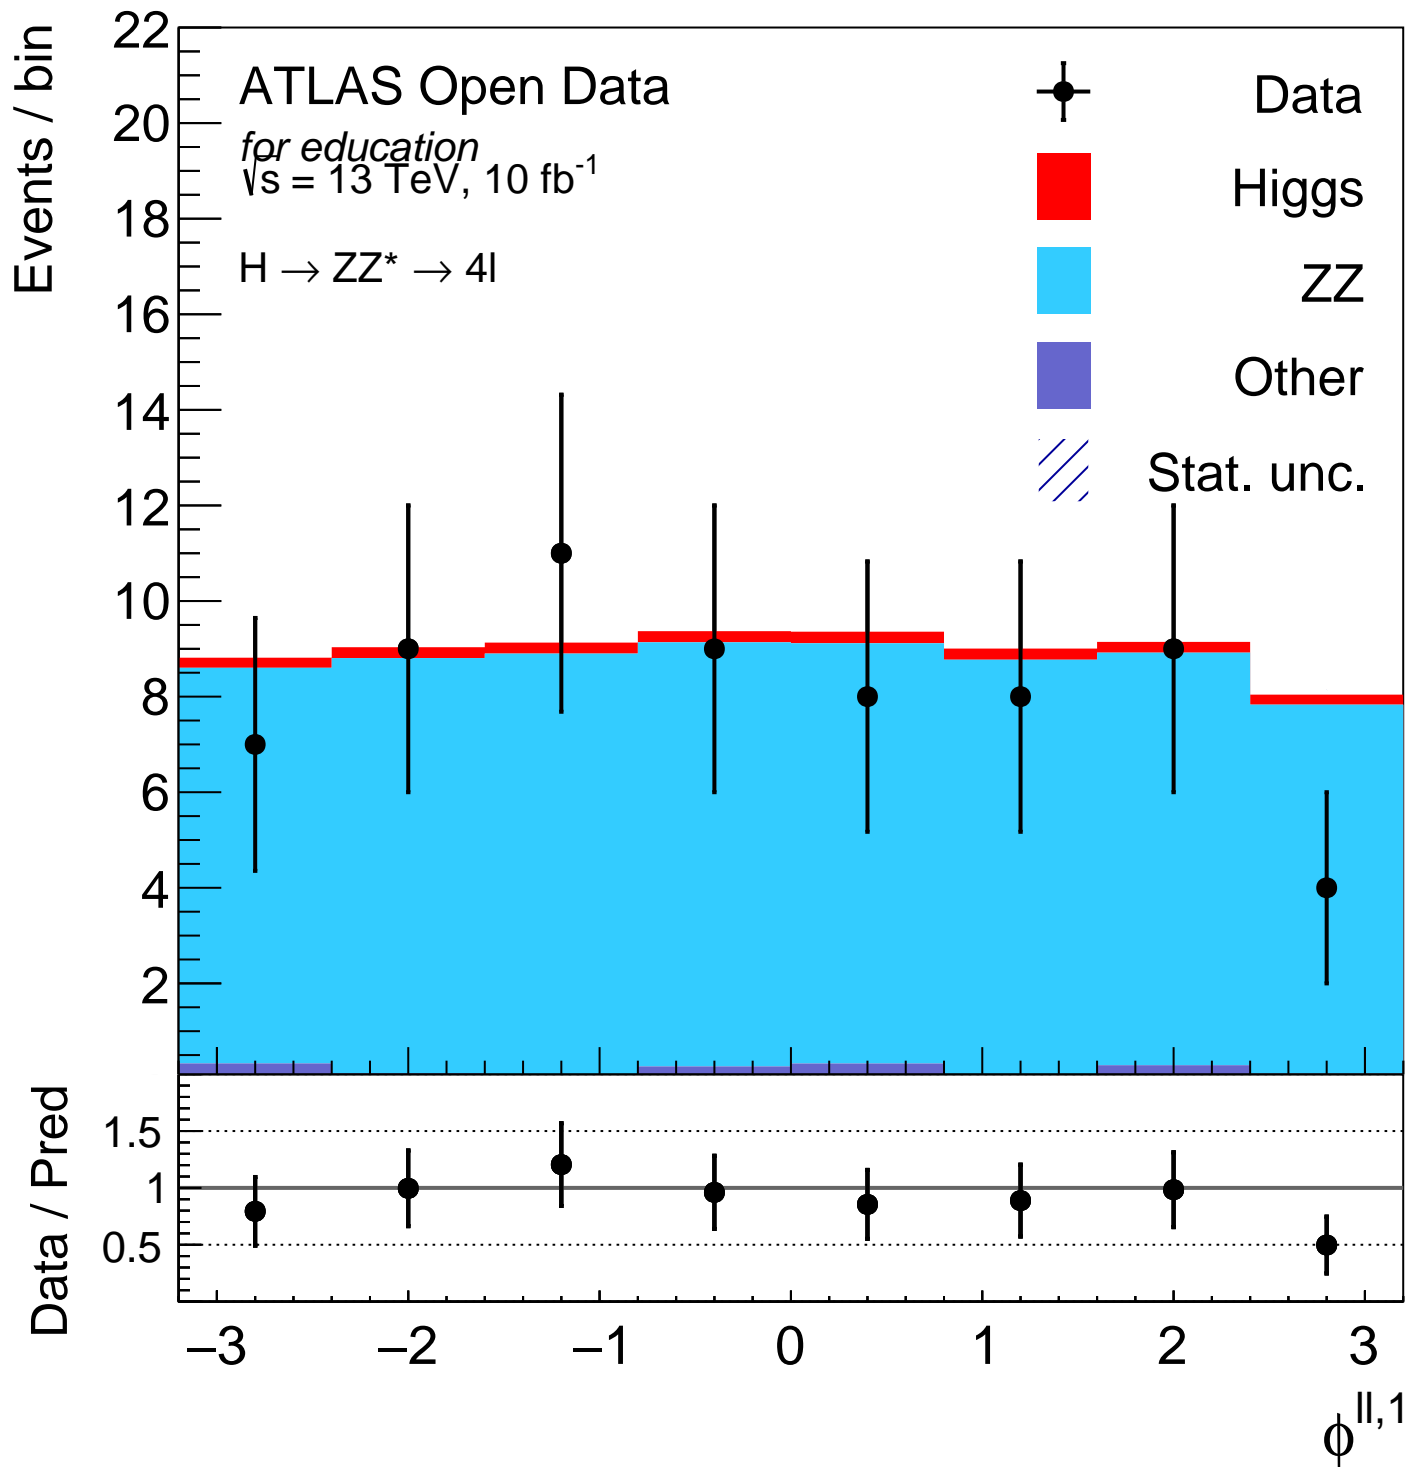 Events / bin
22
20
18
16
14
12
10
8
6
4
2
ATLAS Open Data
for education
√s = 13 TeV, 10 fb⁻¹
H → ZZ* → 4l
Data
Higgs
ZZ
Other
Stat. unc.
Data / Pred
1.5
1
0.5
−3 −2 −1 0 1 2 3
ϕ^ll,1